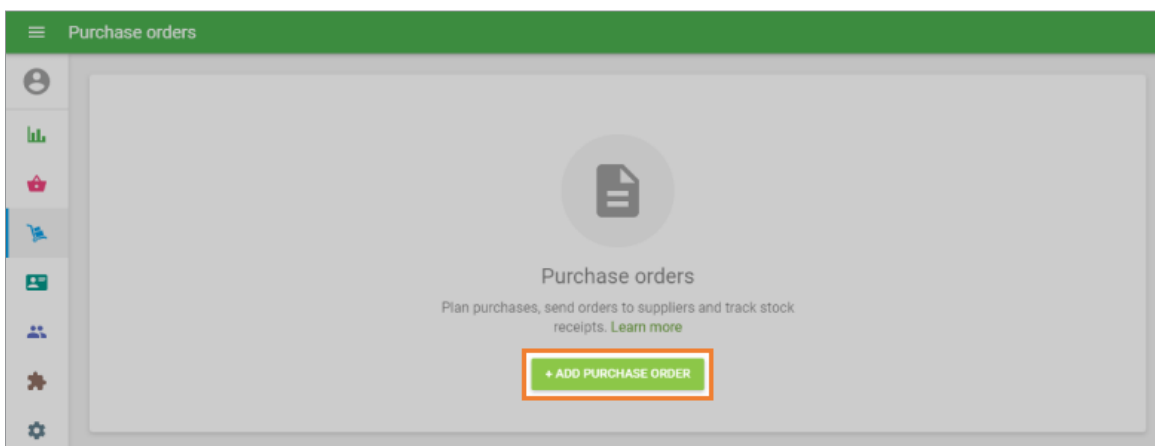 Purchase orders
Purchase orders
Plan purchases, send orders to suppliers and track stock
receipts. Learn more
+ ADD PURCHASE ORDER